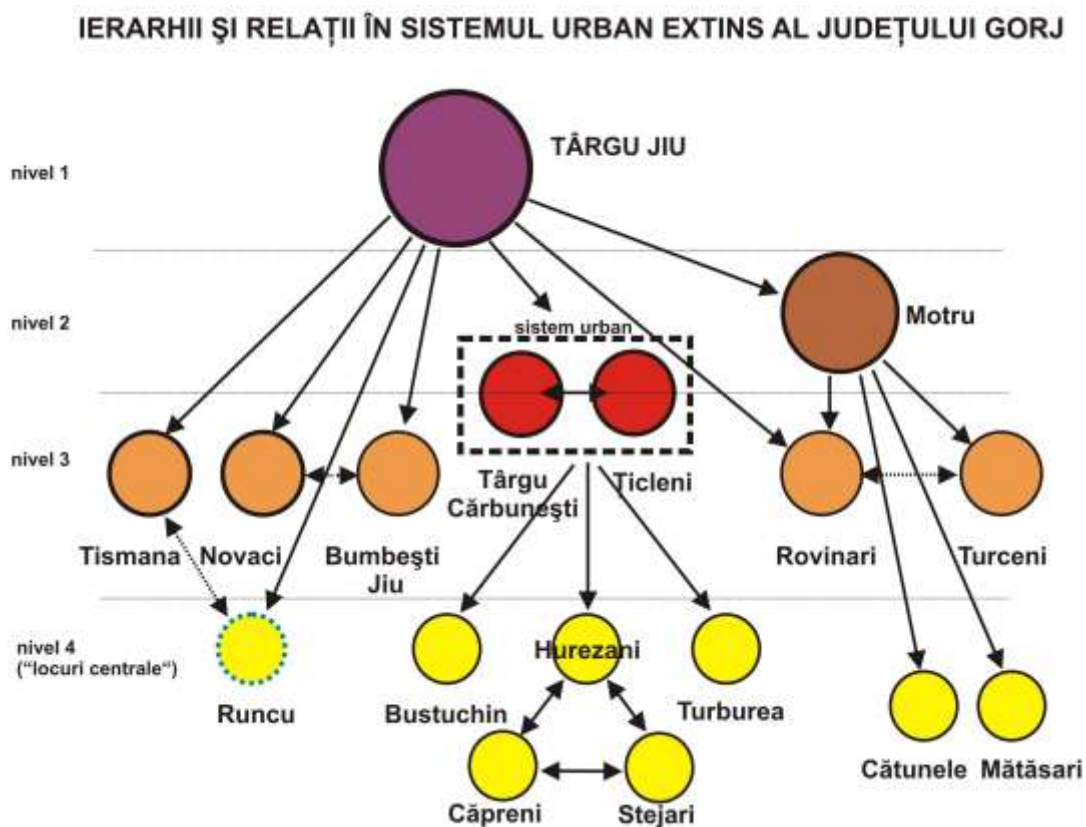 IERARHII ŞI RELAŢII ÎN SISTEMUL URBAN EXTINS AL JUDEŢULUI GORJ
TÂRGU JIU
nivel 1
Motru
nivel 2
sistem urban
nivel 3
Târgu
Cărbuneşti
Ţicleni
Tismana
Novaci
Bumbeşti
Jiu
Rovinari
Turceni
nivel 4
("locuri centrale")
Hurezani
Runcu
Bustuchin
Turburea
Cătunele
Mătăsari
Căpreni
Stejari